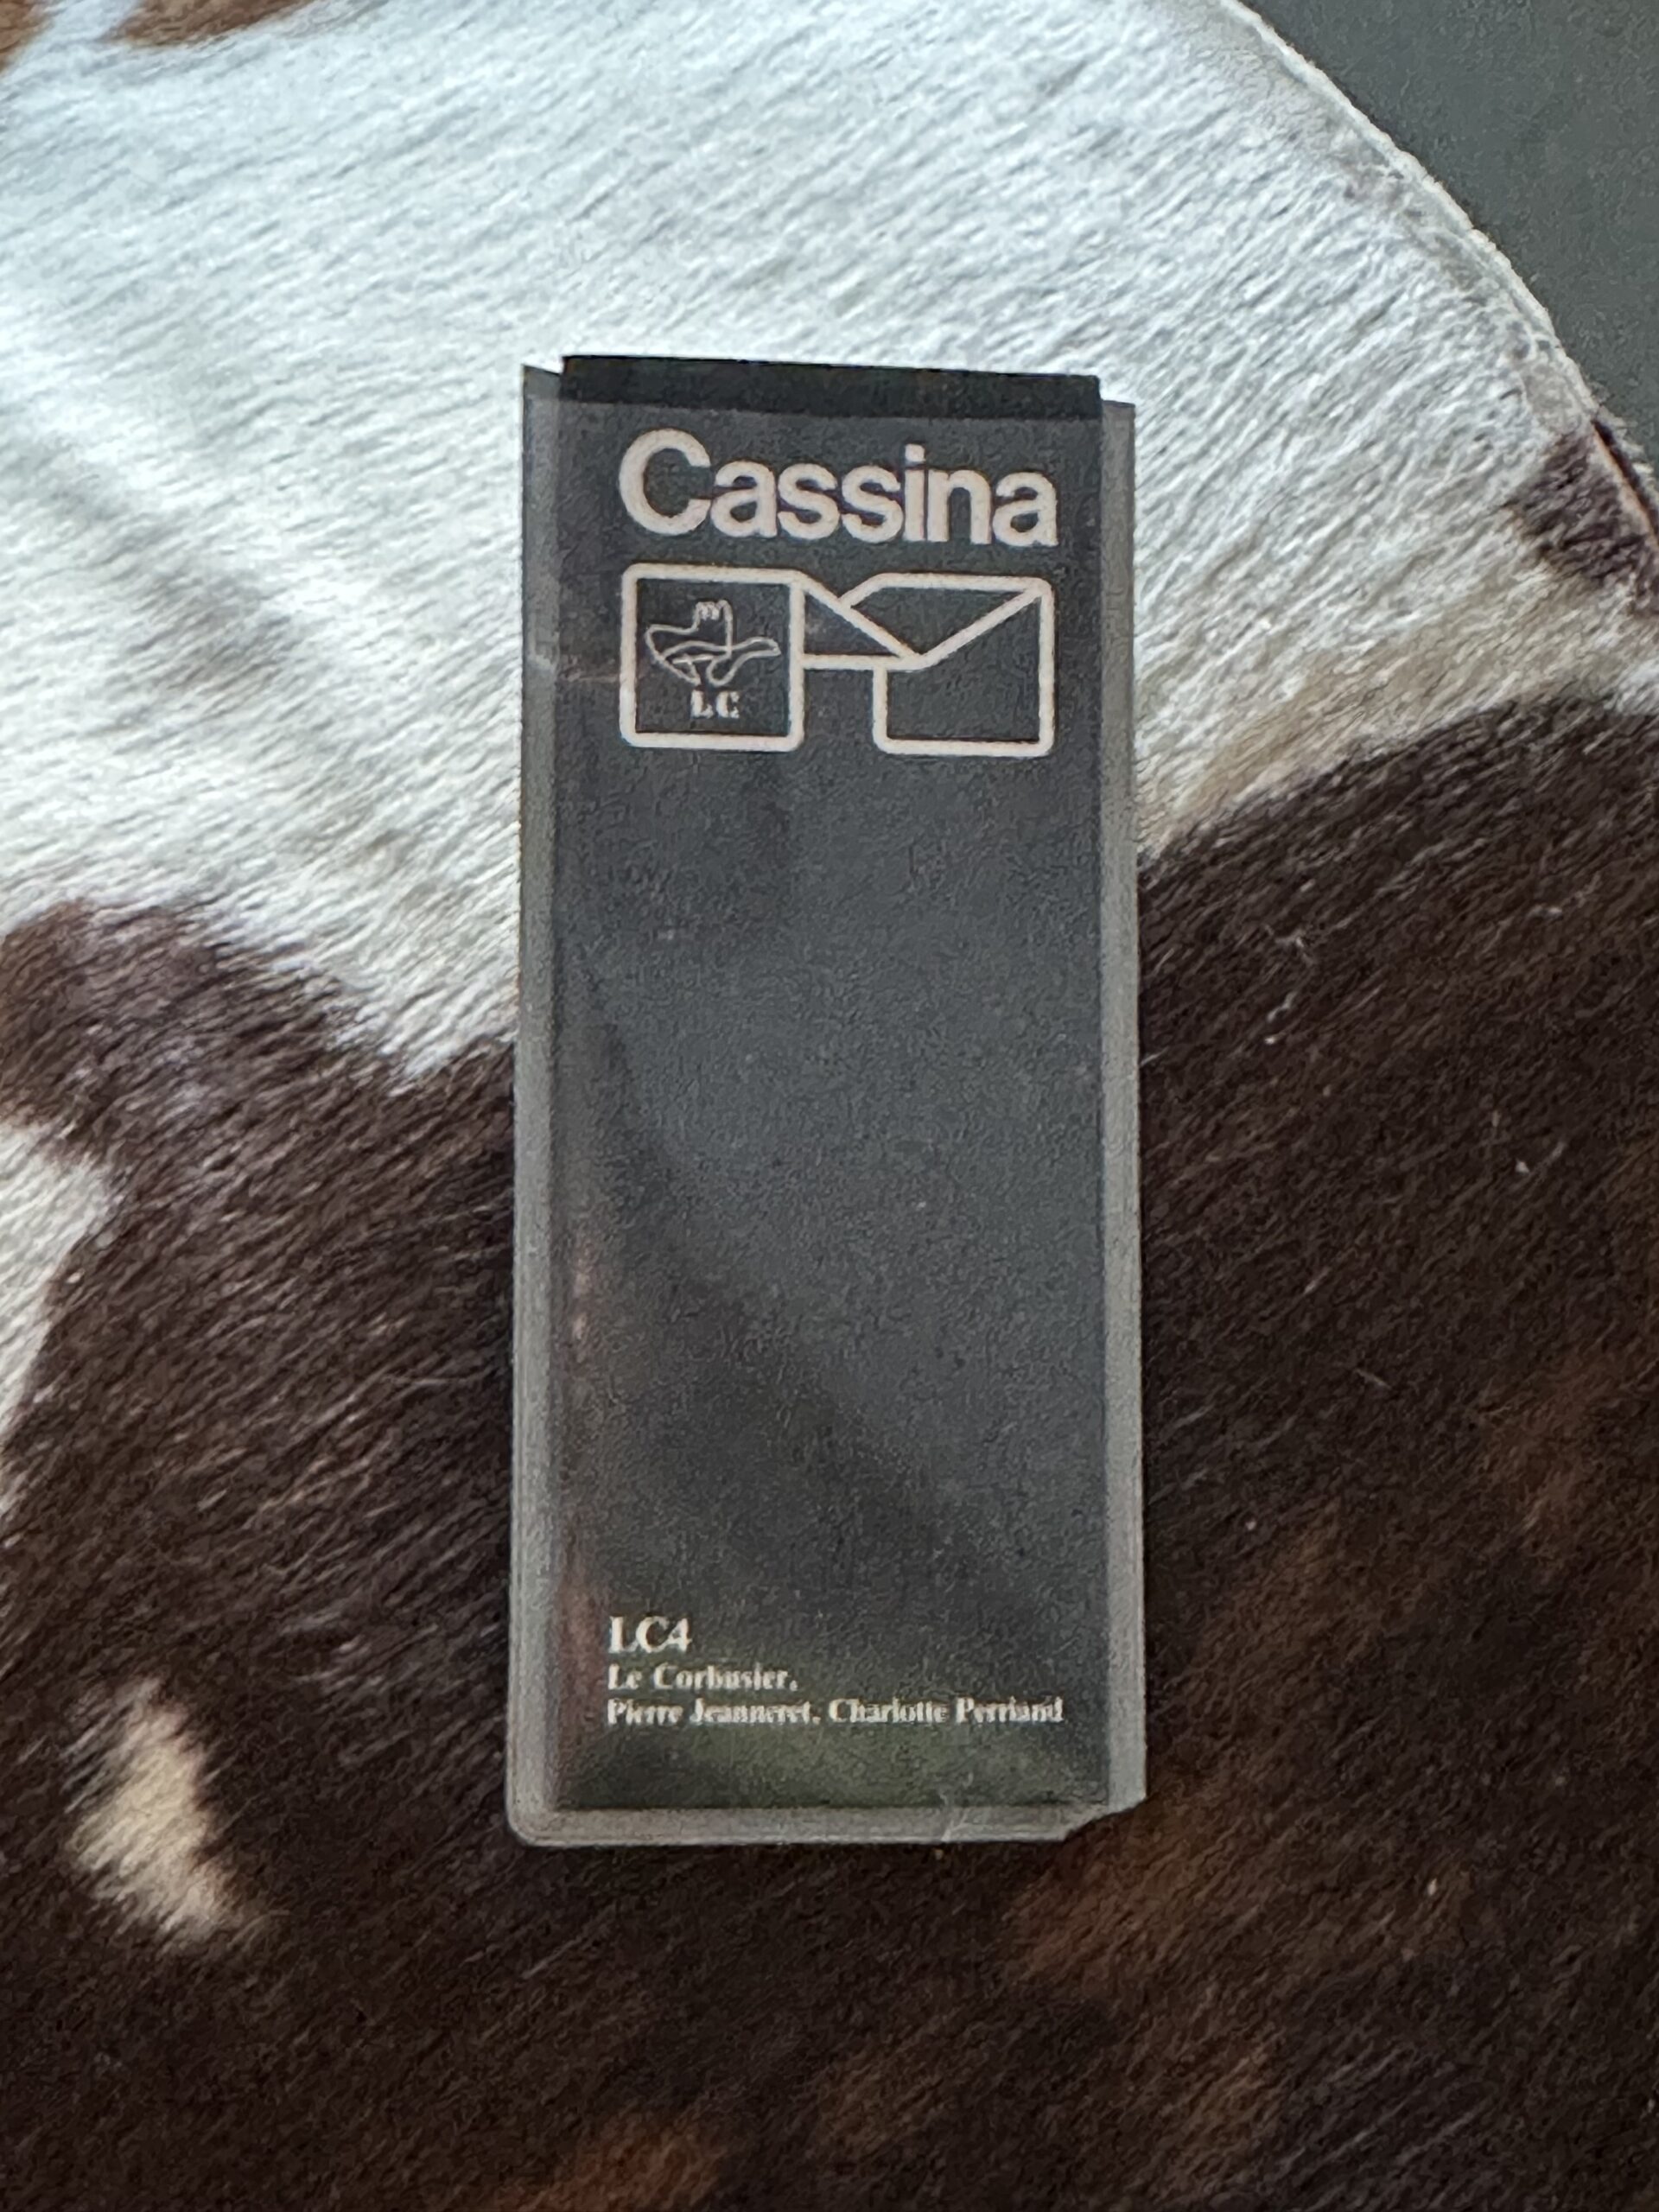 Cassina
LC
LC4
Le Corbusier,
Pierre Jeanneret, Charlotte Perriand